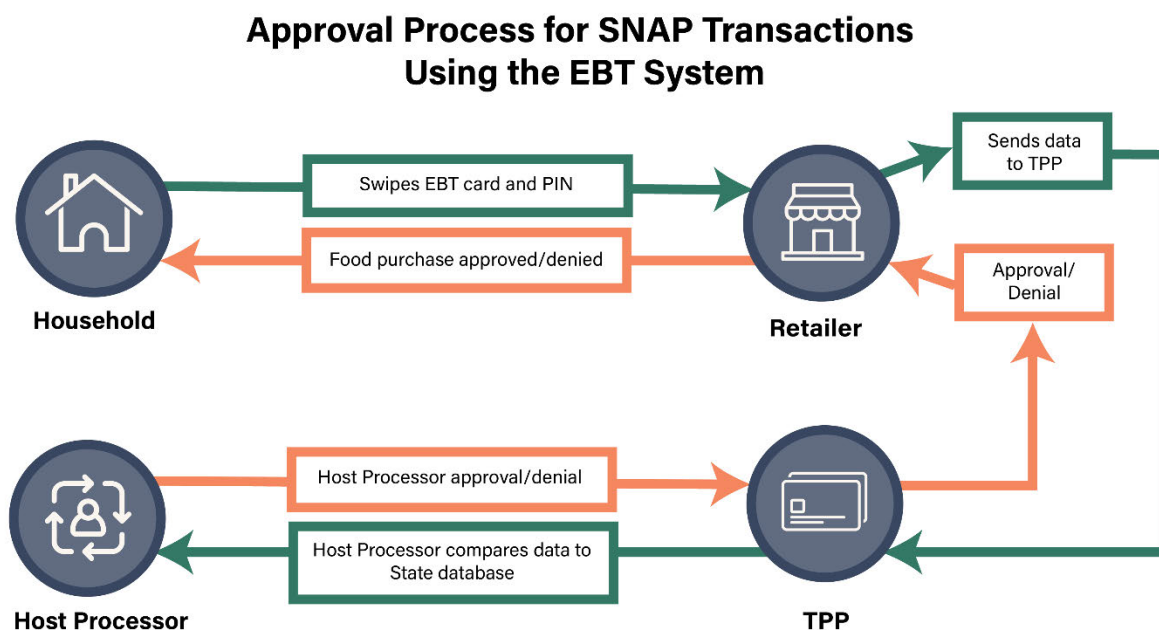 Approval Process for SNAP Transactions
Using the EBT System
Swipes EBT card and PIN
Sends data
to TPP
Food purchase approved/denied
Approval/
Denial
Household
Retailer
Host Processor approval/denial
Host Processor compares data to
State database
Host Processor
TPP